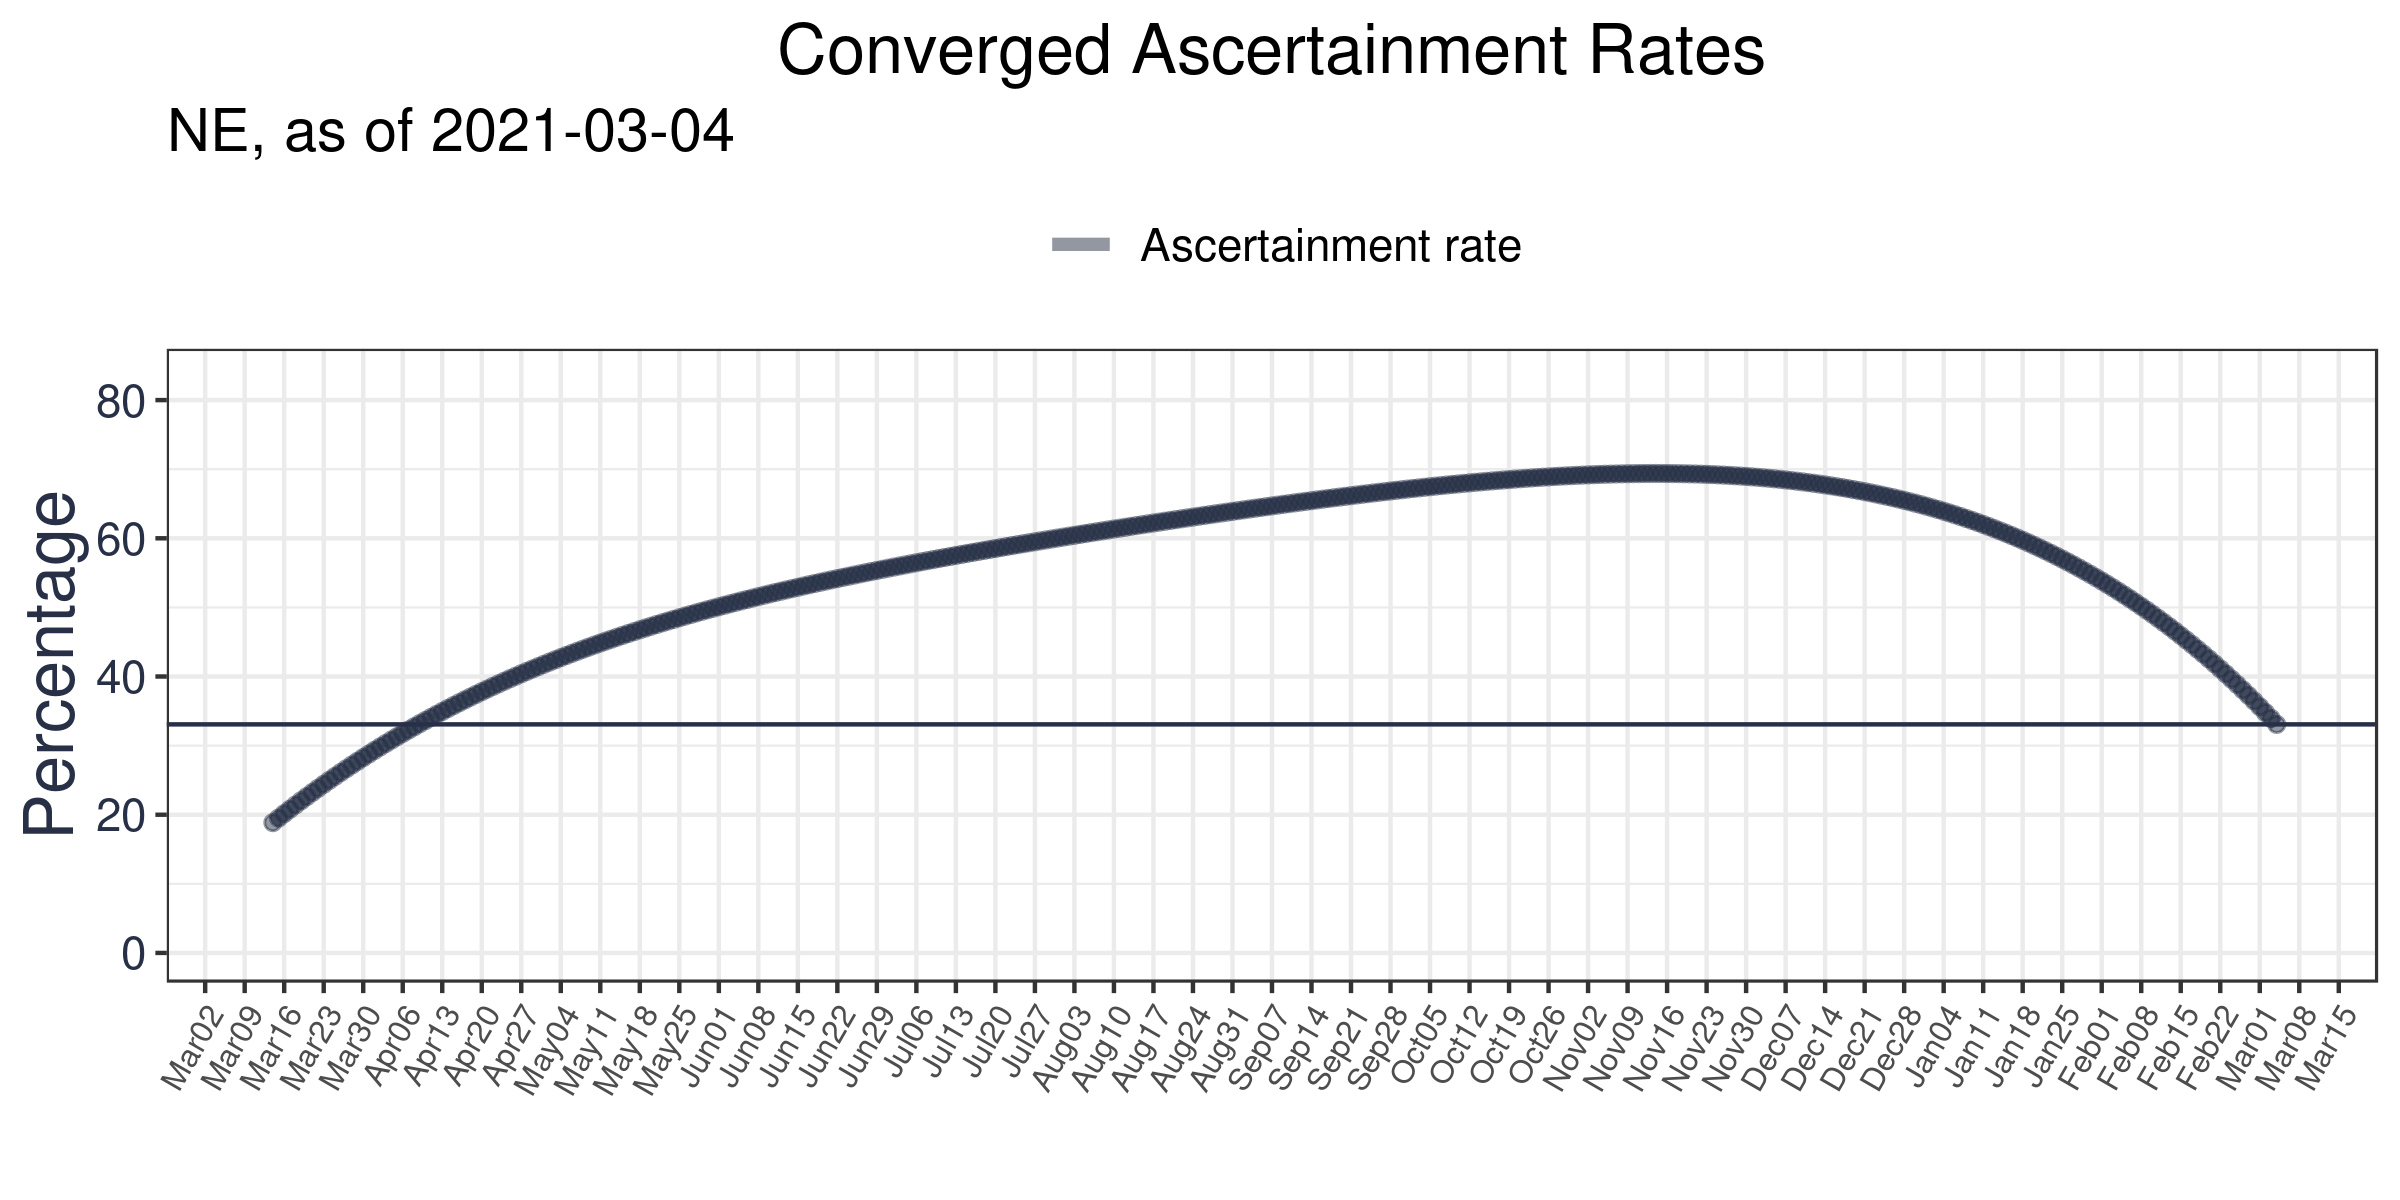 Converged Ascertainment Rates
NE, as of 2021-03-04
Ascertainment rate
Percentage
80
60
40
20
0
Mar02
Mar09
Mar16
Mar23
Mar30
Apr06
Apr13
Apr20
Apr27
May04
May11
May18
May25
Jun01
Jun08
Jun15
Jun22
Jun29
Jul06
Jul13
Jul20
Jul27
Aug03
Aug10
Aug17
Aug24
Aug31
Sep07
Sep14
Sep21
Sep28
Oct05
Oct12
Oct19
Oct26
Nov02
Nov09
Nov16
Nov23
Nov30
Dec07
Dec14
Dec21
Dec28
Jan04
Jan11
Jan18
Jan25
Feb01
Feb08
Feb15
Feb22
Mar01
Mar08
Mar15